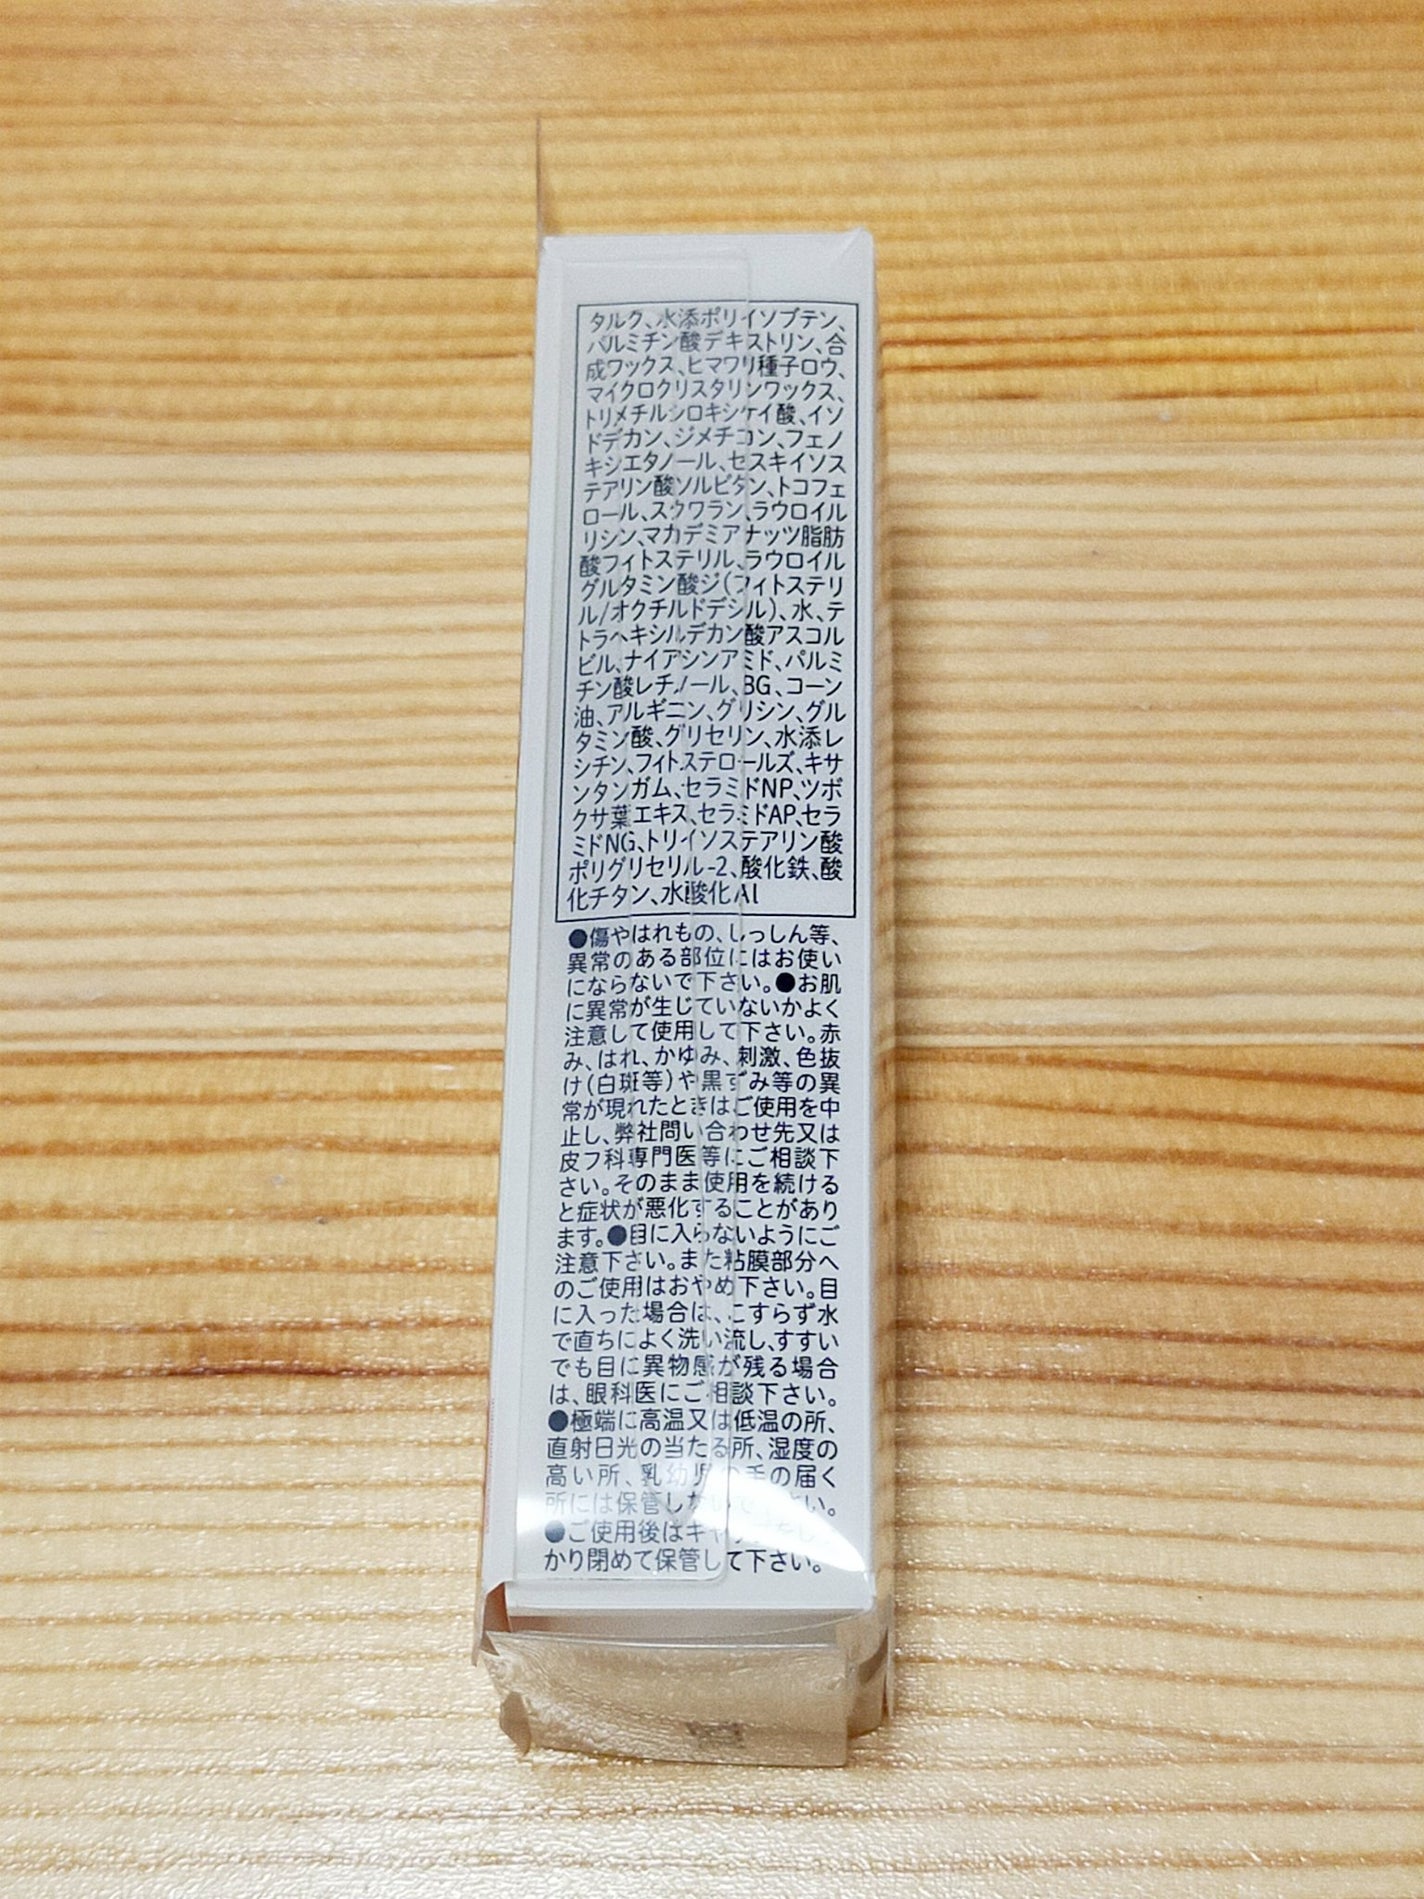 タルク、水添ポリイソブテン、
パルミチン酸デキストリン、合
成ワックス、ヒマワリ種子ロウ、
マイクロクリスタリンワックス、
トリメチルシロキシケイ酸、イソ
ドデカン、ジメチコン、フェノ
キシエタノール、セスキイソス
テアリン酸ソルビタン、トコフェ
ロール、スクワラン、ラウロイル
リシン、マカデミアナッツ脂肪
酸フィトステリル、ラウロイル
グルタミン酸ジ(フィトステリ
ル/オクチルドデシル)、水、テ
トラヘキシルデカン酸アスコル
ビル、ナイアシンアミド、パルミ
チン酸レチノール、BG、コーン
油、アルギニン、グリシン、グル
タミン酸、グリセリン、水添レ
シチン、フィトステロールズ、キサ
ンタンガム、セラミドNP、ツボ
クサ葉エキス、セラミドAP、セラ
ミドNG、トリイソステアリン酸
ポリグリセリル-2、酸化鉄、酸
化チタン、水酸化Al
●傷やはれもの、しっしん等、
異常のある部位にはお使い
にならないで下さい。●お肌
に異常が生じていないかよく
注意して使用して下さい。赤
み、はれ、かゆみ、刺激、色抜
け(白斑等)や黒ずみ等の異
常が現れたときはご使用を中
止し、弊社問い合わせ先又は
皮フ科専門医等にご相談下
さい。そのまま使用を続ける
と症状が悪化することがあり
ます。●目に入らないようにご
注意下さい。また粘膜部分へ
のご使用はおやめ下さい。目
に入った場合は、こすらず水
で直ちによく洗い流し、すすい
でも目に異物感が残る場合
は、眼科医にご相談下さい。
●極端に高温又は低温の所、
直射日光の当たる所、湿度の
高い所、乳幼児の手の届く
所には保管しないで下さい。
●ご使用後はキャップをしっ
かり閉めて保管して下さい。